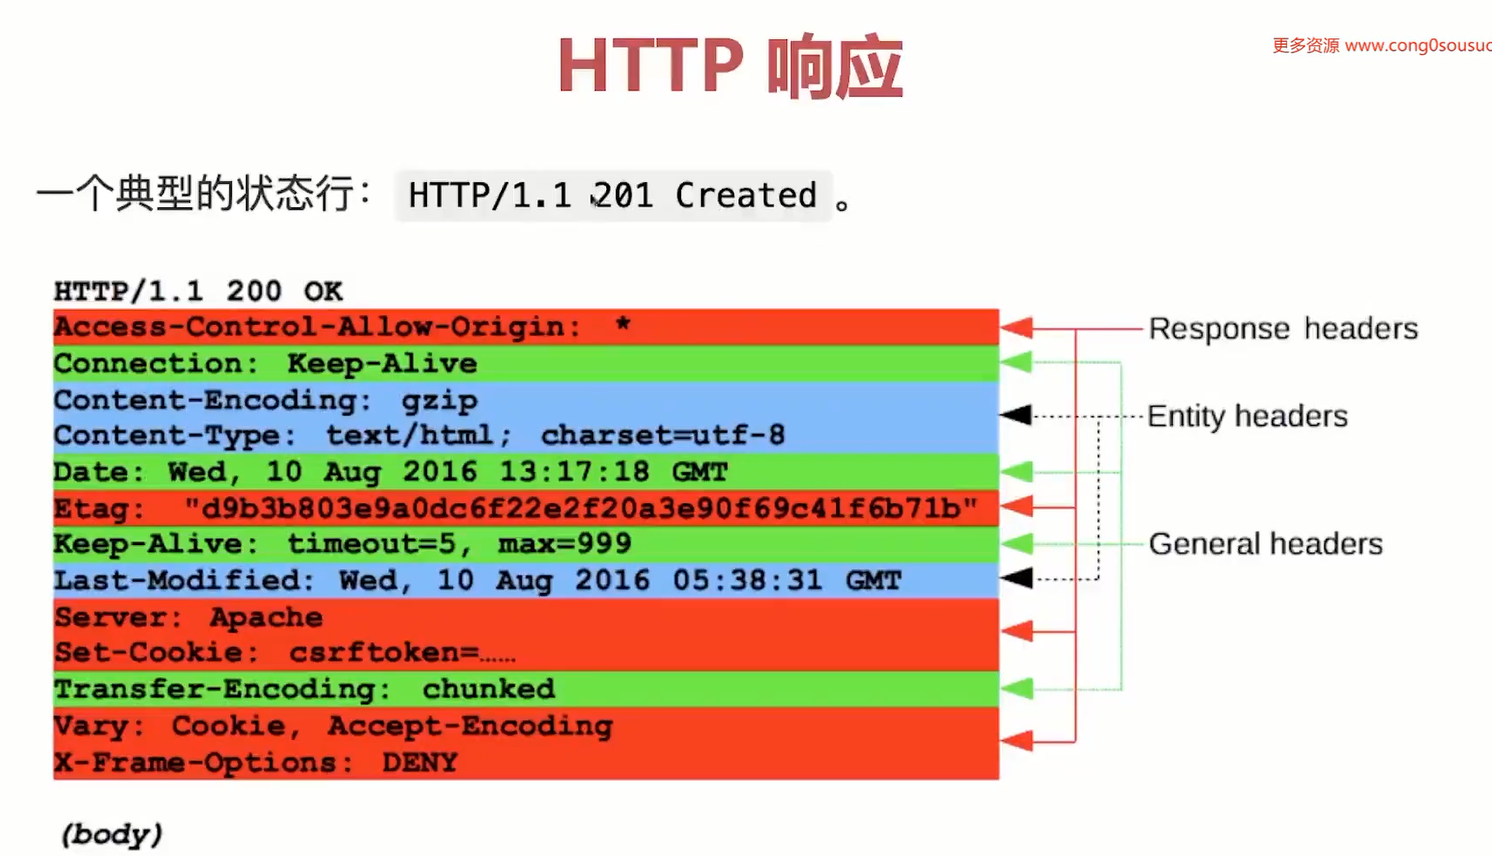 HTTP 响应
更多资源 www.cong0sousuo
一个典型的状态行： HTTP/1.1 201 Created 。
HTTP/1.1 200 OK
Access-Control-Allow-Origin: *
Connection: Keep-Alive
Content-Encoding: gzip
Content-Type: text/html; charset=utf-8
Date: Wed, 10 Aug 2016 13:17:18 GMT
Etag: "d9b3b803e9a0dc6f22e2f20a3e90f69c41f6b71b"
Keep-Alive: timeout=5, max=999
Last-Modified: Wed, 10 Aug 2016 05:38:31 GMT
Server: Apache
Set-Cookie: csrftoken=……
Transfer-Encoding: chunked
Vary: Cookie, Accept-Encoding
X-Frame-Options: DENY
(body)
Response headers
Entity headers
General headers